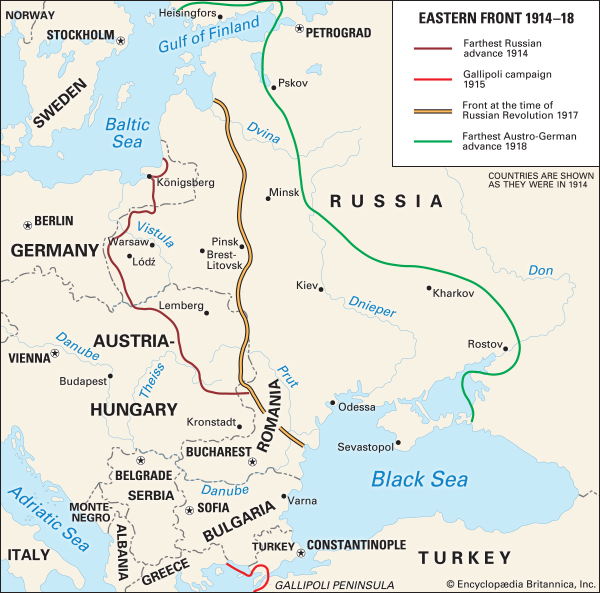 NORWAY
Heisingfors
STOCKHOLM
Gulf of Finland
PETROGRAD
EASTERN FRONT 1914–18
Farthest Russian
advance 1914
Gallipoli campaign
1915
Front at the time of
Russian Revolution 1917
Farthest Austro-German
advance 1918
COUNTRIES ARE SHOWN
AS THEY WERE IN 1914
SWEDEN
Pskov
Baltic
Sea
Dvina
Königsberg
Minsk
RUSSIA
BERLIN
GERMANY
Warsaw
Vistula
Łódź
Pinsk
Brest-
Litovsk
Don
Kiev
Dnieper
Kharkov
Lemberg
Rostov
AUSTRIA-
HUNGARY
VIENNA
Danube
Budapest
Theiss
Prut
ROMANIA
Kronstadt
Odessa
Sevastopol
BUCHAREST
BELGRADE
SERBIA
Danube
Black Sea
Adriatic Sea
MONTE-
NEGRO
SOFIA
BULGARIA
Varna
ITALY
ALBANIA
GREECE
TURKEY
CONSTANTINOPLE
TURKEY
GALLIPOLI PENINSULA
© Encyclopædia Britannica, Inc.